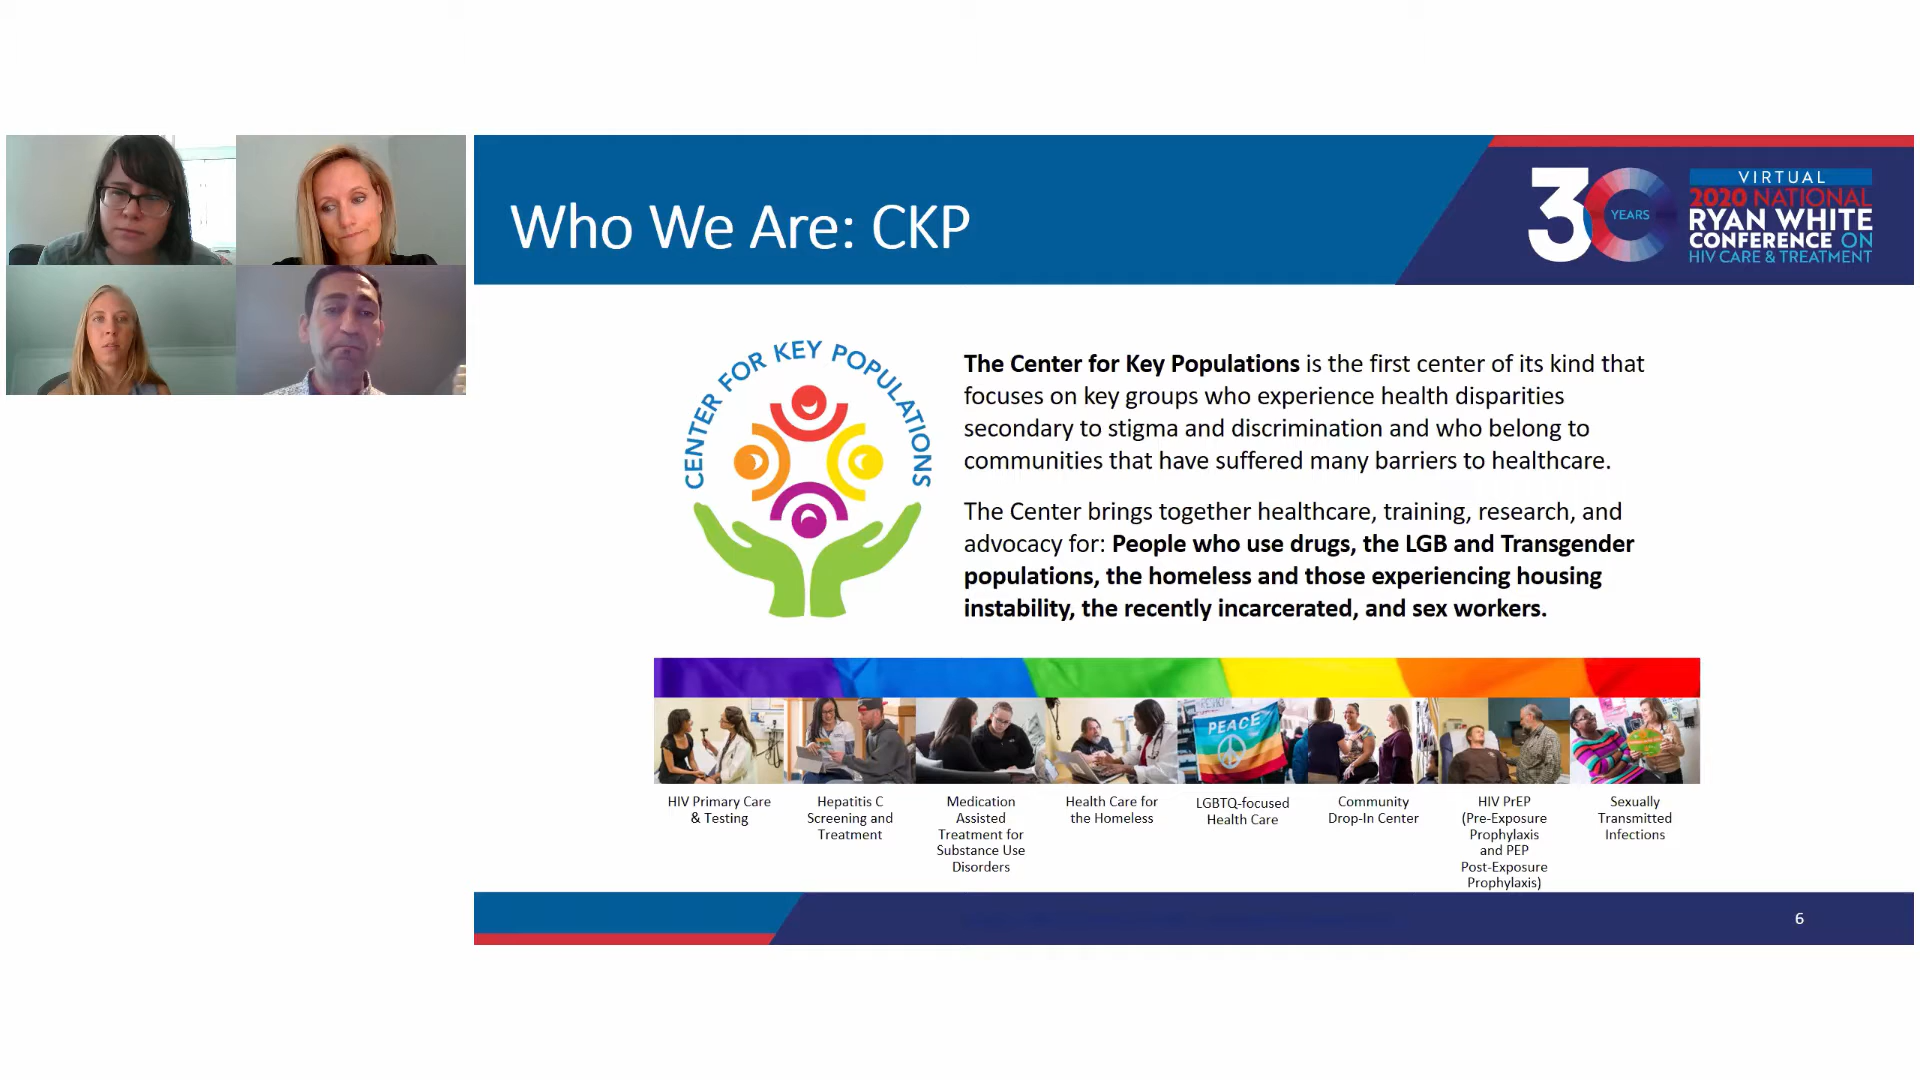 Who We Are: CKP
30
YEARS
VIRTUAL
2020 NATIONAL
RYAN WHITE
CONFERENCE ON
HIV CARE & TREATMENT
CENTER FOR KEY POPULATIONS
The Center for Key Populations is the first center of its kind that
focuses on key groups who experience health disparities
secondary to stigma and discrimination and who belong to
communities that have suffered many barriers to healthcare.
The Center brings together healthcare, training, research, and
advocacy for: People who use drugs, the LGB and Transgender
populations, the homeless and those experiencing housing
instability, the recently incarcerated, and sex workers.
PEACE
HIV Primary Care
& Testing
Hepatitis C
Screening and
Treatment
Medication
Assisted
Treatment for
Substance Use
Disorders
Health Care for
the Homeless
LGBTQ-focused
Health Care
Community
Drop-In Center
HIV PrEP
(Pre-Exposure
Prophylaxis
and PEP
Post-Exposure
Prophylaxis)
Sexually
Transmitted
Infections
6